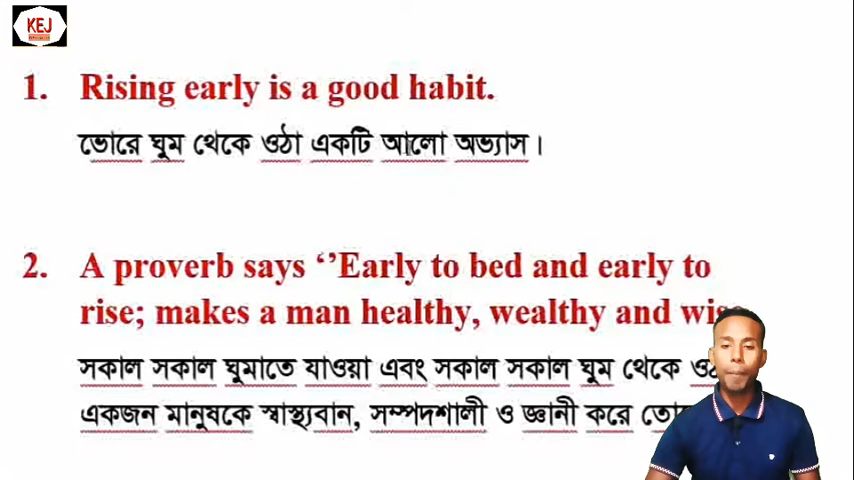 KEJ
1. Rising early is a good habit.
ভোরে ঘুম থেকে ওঠা একটি আলো অভ্যাস।
2. A proverb says ‘’Early to bed and early to
rise; makes a man healthy, wealthy and
সকাল সকাল ঘুমাতে যাওয়া এবং সকাল সকাল ঘুম থেকে
একজন মানুষকে স্বাস্থ্যবান, সম্পদশালী ও জ্ঞানী করে